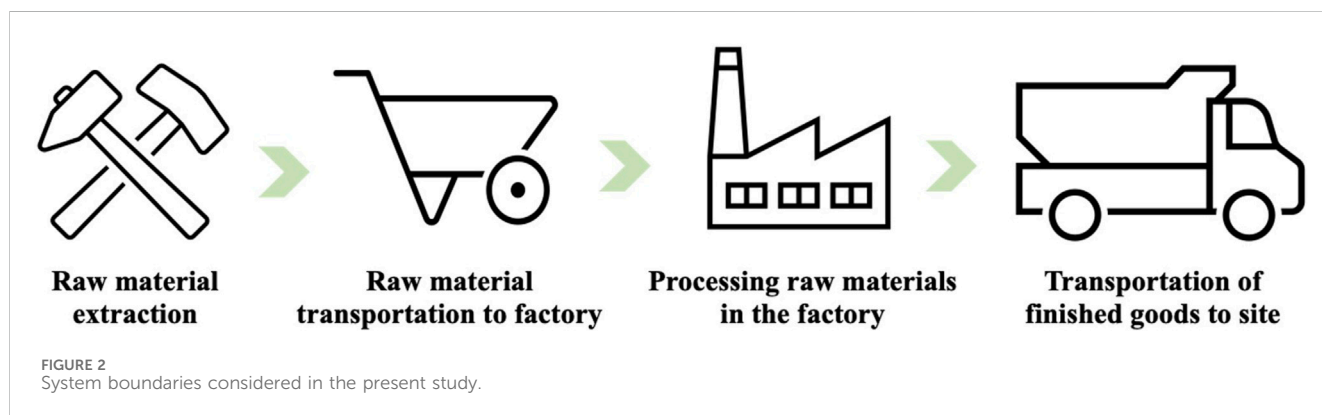 Raw material
extraction
Raw material
transportation to factory
Processing raw materials
in the factory
Transportation of
finished goods to site
FIGURE 2
System boundaries considered in the present study.